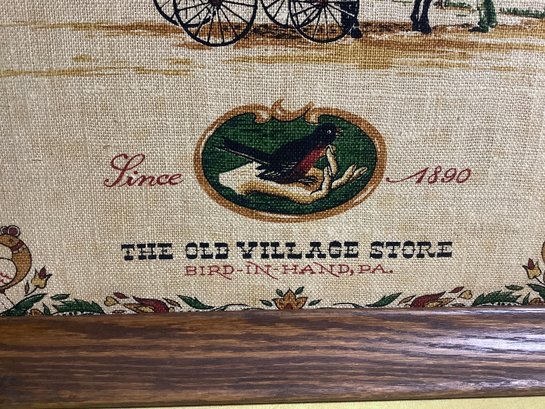 Since 1890
THE OLD VILLAGE STORE
BIRD-IN-HAND, PA.